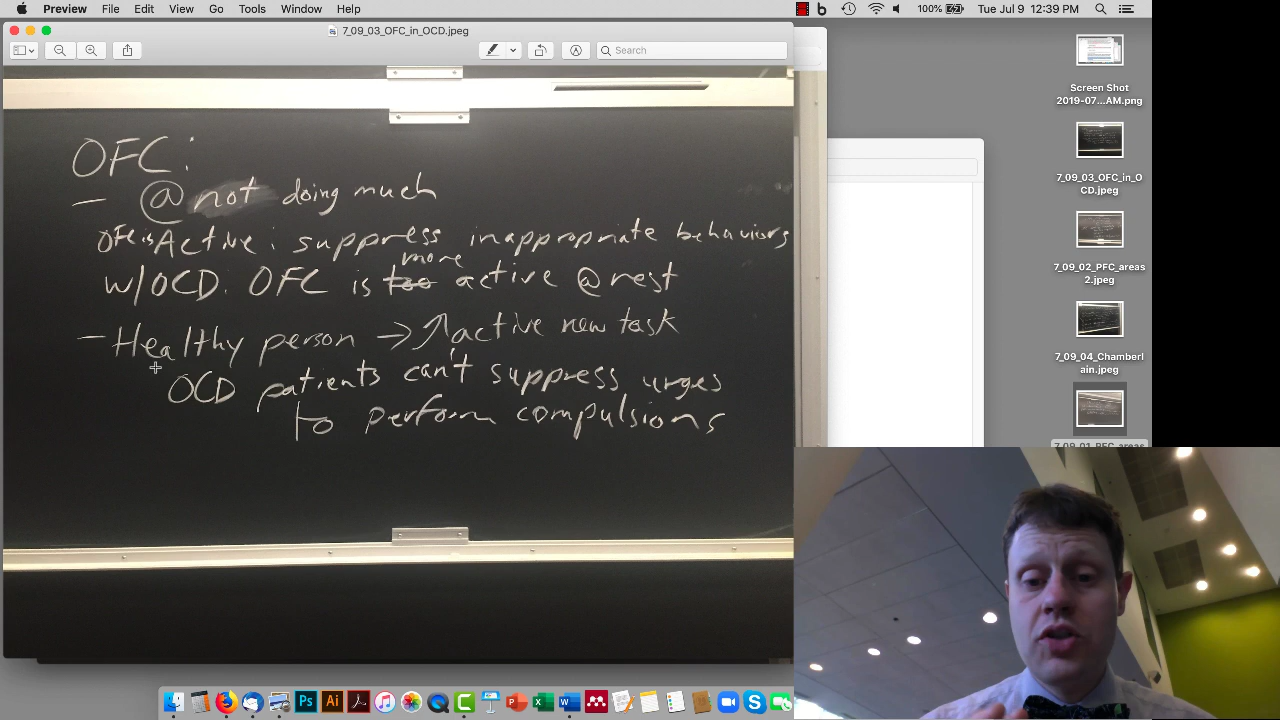 Preview File Edit View Go Tools Window Help 100% Tue Jul 9 12:39 PM
7_09_03_OFC_in_OCD.jpeg
Search
OFC:
— @ not doing much
OFC is Active: suppress inappropriate behaviors
more
w/OCD: OFC is too active @ rest
— Healthy person → ↑ active new task
OCD patients can't suppress urges
to perform compulsions
Screen Shot
2019-07...AM.png
7_09_03_OFC_in_O
CD.jpeg
7_09_02_PFC_areas
2.jpeg
7_09_04_Chamberl
ain.jpeg
7_09_01_PFC_areas